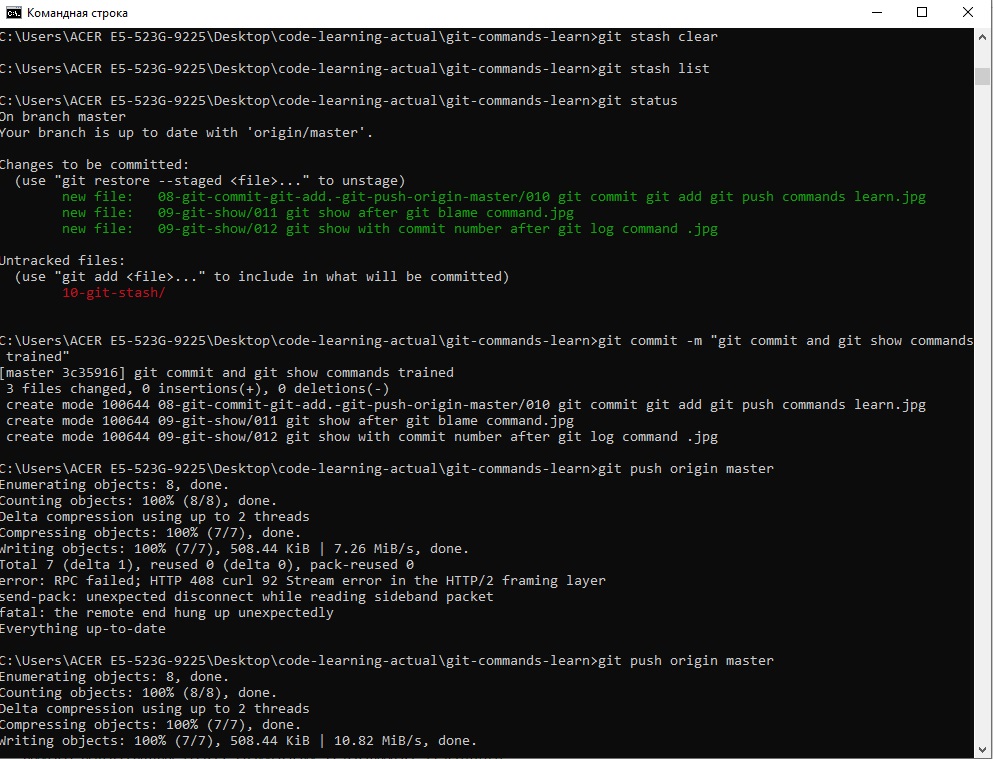 Командная строка
C:\Users\ACER E5-523G-9225\Desktop\code-learning-actual\git-commands-learn>git stash clear
C:\Users\ACER E5-523G-9225\Desktop\code-learning-actual\git-commands-learn>git stash list
C:\Users\ACER E5-523G-9225\Desktop\code-learning-actual\git-commands-learn>git status
On branch master
Your branch is up to date with 'origin/master'.
Changes to be committed:
(use "git restore --staged <file>..." to unstage)
new file:   08-git-commit-git-add.-git-push-origin-master/010 git commit git add git push commands learn.jpg
new file:   09-git-show/011 git show after git blame command.jpg
new file:   09-git-show/012 git show with commit number after git log command .jpg
Untracked files:
(use "git add <file>..." to include in what will be committed)
10-git-stash/
C:\Users\ACER E5-523G-9225\Desktop\code-learning-actual\git-commands-learn>git commit -m "git commit and git show commands
trained"
[master 3c35916] git commit and git show commands trained
3 files changed, 0 insertions(+), 0 deletions(-)
create mode 100644 08-git-commit-git-add.-git-push-origin-master/010 git commit git add git push commands learn.jpg
create mode 100644 09-git-show/011 git show after git blame command.jpg
create mode 100644 09-git-show/012 git show with commit number after git log command .jpg
C:\Users\ACER E5-523G-9225\Desktop\code-learning-actual\git-commands-learn>git push origin master
Enumerating objects: 8, done.
Counting objects: 100% (8/8), done.
Delta compression using up to 2 threads
Compressing objects: 100% (7/7), done.
Writing objects: 100% (7/7), 508.44 KiB | 7.26 MiB/s, done.
Total 7 (delta 1), reused 0 (delta 0), pack-reused 0
error: RPC failed; HTTP 408 curl 92 Stream error in the HTTP/2 framing layer
send-pack: unexpected disconnect while reading sideband packet
fatal: the remote end hung up unexpectedly
Everything up-to-date
C:\Users\ACER E5-523G-9225\Desktop\code-learning-actual\git-commands-learn>git push origin master
Enumerating objects: 8, done.
Counting objects: 100% (8/8), done.
Delta compression using up to 2 threads
Compressing objects: 100% (7/7), done.
Writing objects: 100% (7/7), 508.44 KiB | 10.82 MiB/s, done.